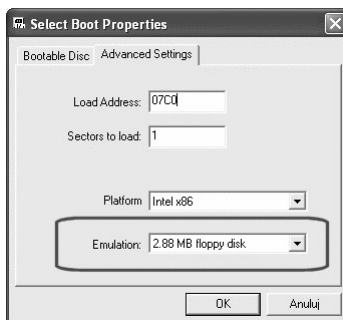 Select Boot Properties
Bootable Disc Advanced Settings
Load Address: 07C0
Sectors to load: 1
Platform Intel x86
Emulation: 2.88 MB floppy disk
OK Anuluj